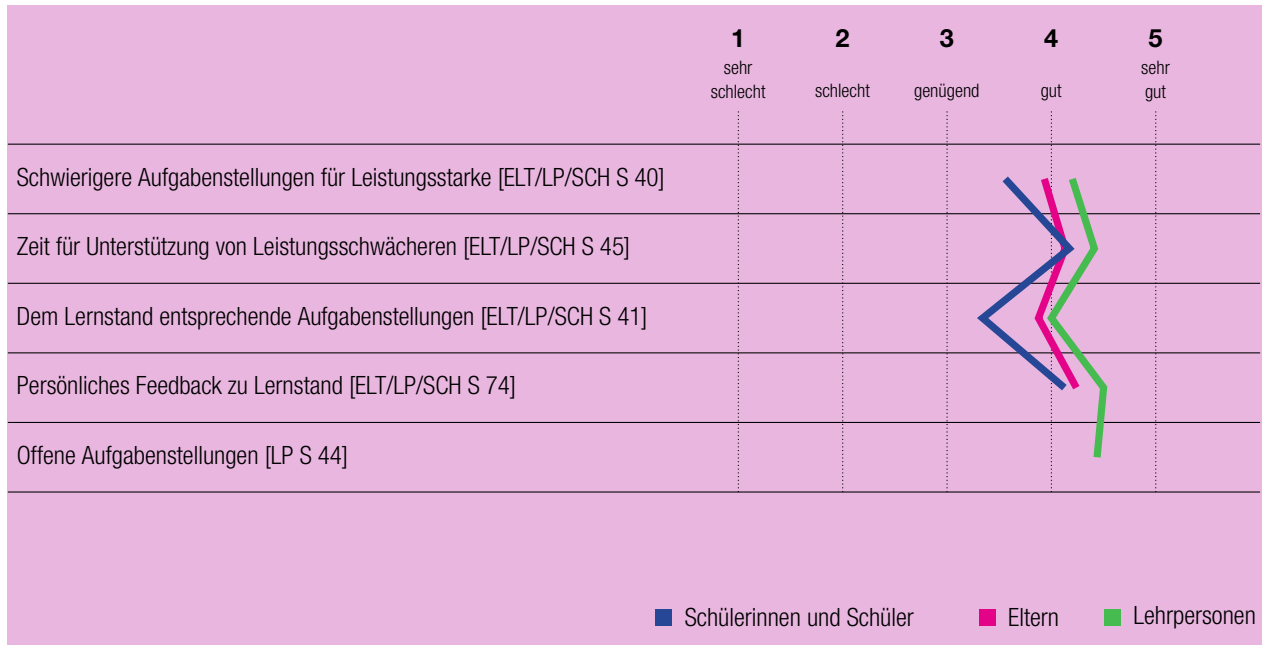 1 2 3 4 5
sehr schlecht schlecht genügend gut sehr gut
Schwierigere Aufgabenstellungen für Leistungsstarke [ELT/LP/SCH S 40]
Zeit für Unterstützung von Leistungsschwächeren [ELT/LP/SCH S 45]
Dem Lernstand entsprechende Aufgabenstellungen [ELT/LP/SCH S 41]
Persönliches Feedback zu Lernstand [ELT/LP/SCH S 74]
Offene Aufgabenstellungen [LP S 44]
Schülerinnen und Schüler Eltern Lehrpersonen